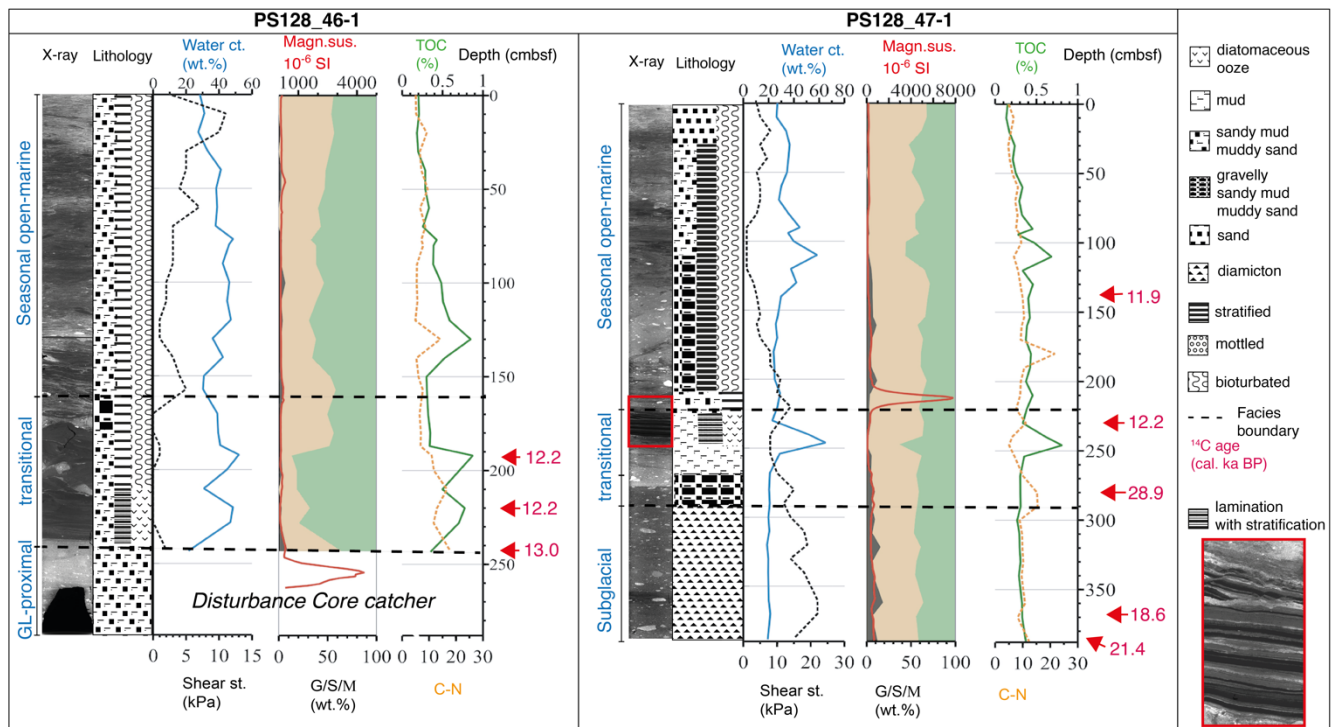 PS128_46-1
X-ray
Lithology
Water ct.
(wt.%)
0 20 40 60
Magn.sus.
10⁻⁶ SI
1000 4000
TOC
(%)
0 0.5 1
Depth (cmbsf)
0
50
100
150
200
250
Seasonal open-marine
transitional
GL-proximal
12.2
12.2
13.0
Disturbance Core catcher
0 5 10 15
Shear st.
(kPa)
0 50 100
G/S/M
(wt.%)
0 10 20 30
C-N
PS128_47-1
X-ray
Lithology
Water ct.
(wt.%)
0 20 40 60 80
Magn.sus.
10⁻⁶ SI
0 4000 8000
TOC
(%)
0 0.5 1
Depth (cmbsf)
0
50
100
150
200
250
300
350
Seasonal open-marine
transitional
Subglacial
11.9
12.2
28.9
18.6
21.4
0 10 20 30
Shear st.
(kPa)
0 50 100
G/S/M
(wt.%)
0 10 20 30
C-N
diatomaceous
ooze
mud
sandy mud
muddy sand
gravelly
sandy mud
muddy sand
sand
diamicton
stratified
mottled
bioturbated
Facies
boundary
¹⁴C age
(cal. ka BP)
lamination
with stratification